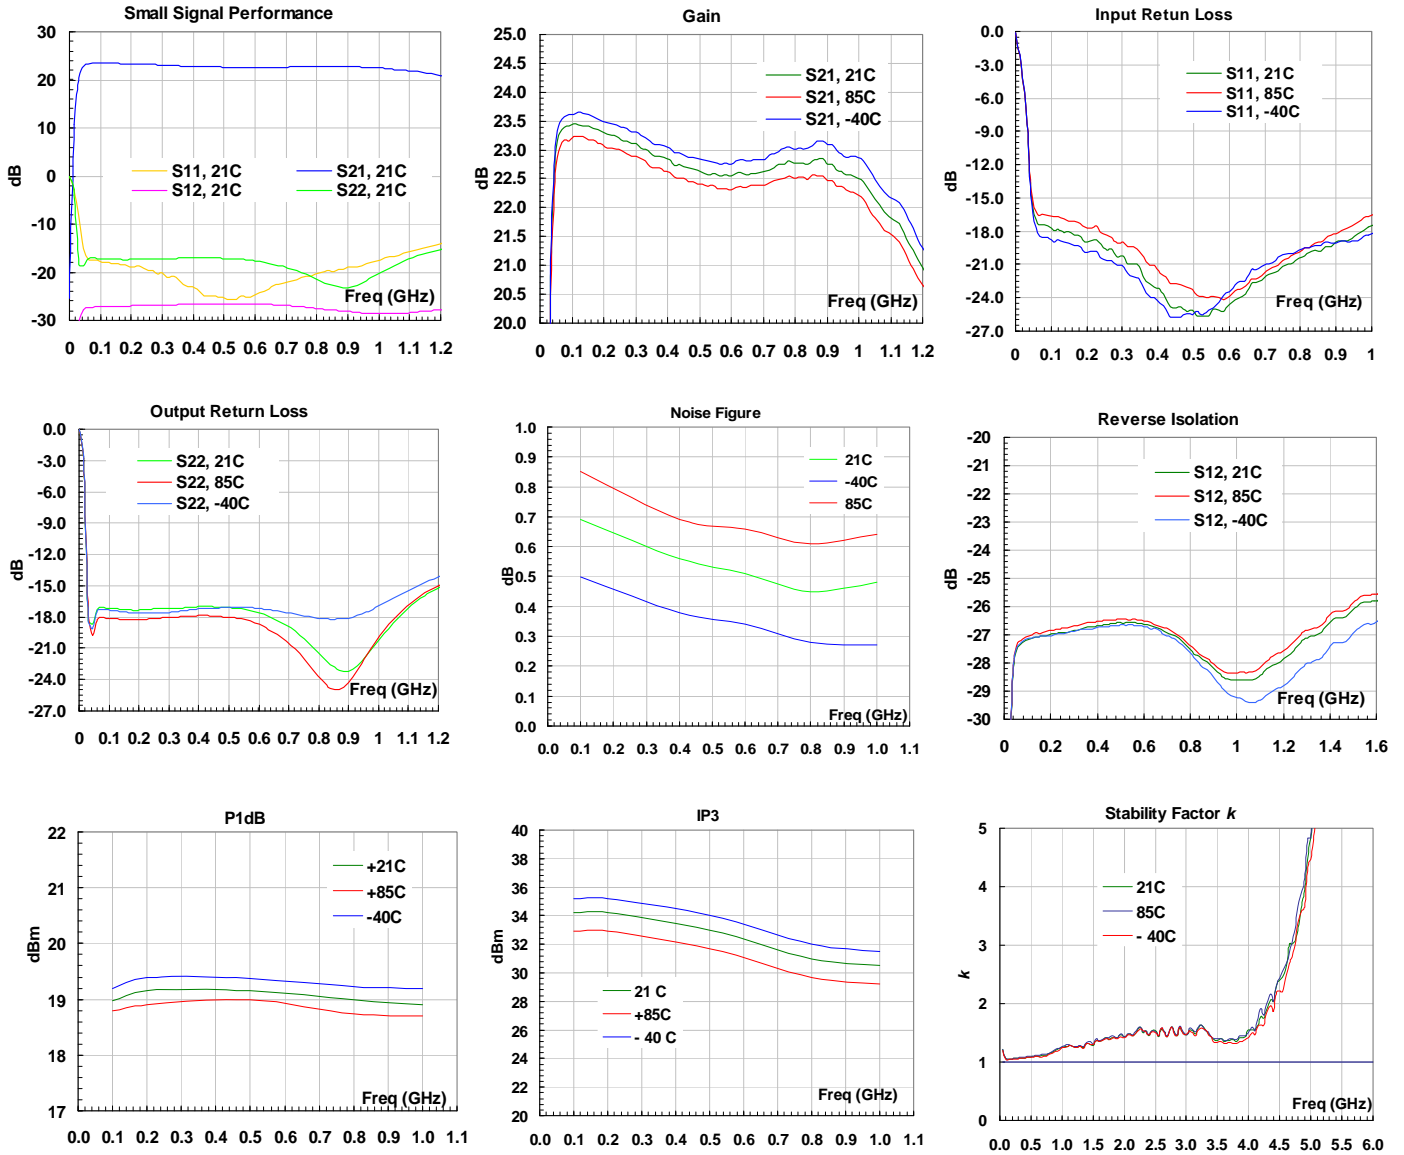 Small Signal Performance
30
20
10
0
-10
-20
-30
dB
S11, 21C
S21, 21C
S12, 21C
S22, 21C
Freq (GHz)
0 0.1 0.2 0.3 0.4 0.5 0.6 0.7 0.8 0.9 1 1.1 1.2
Gain
25.0
24.5
24.0
23.5
23.0
22.5
22.0
21.5
21.0
20.5
20.0
dB
S21, 21C
S21, 85C
S21, -40C
Freq (GHz)
0 0.1 0.2 0.3 0.4 0.5 0.6 0.7 0.8 0.9 1 1.1 1.2
Input Retun Loss
0.0
-3.0
-6.0
-9.0
-12.0
-15.0
-18.0
-21.0
-24.0
-27.0
dB
S11, 21C
S11, 85C
S11, -40C
Freq (GHz)
0 0.1 0.2 0.3 0.4 0.5 0.6 0.7 0.8 0.9 1
Output Return Loss
0.0
-3.0
-6.0
-9.0
-12.0
-15.0
-18.0
-21.0
-24.0
-27.0
dB
S22, 21C
S22, 85C
S22, -40C
Freq (GHz)
0 0.1 0.2 0.3 0.4 0.5 0.6 0.7 0.8 0.9 1 1.1 1.2
Noise Figure
1.0
0.9
0.8
0.7
0.6
0.5
0.4
0.3
0.2
0.1
0.0
dB
21C
-40C
85C
Freq (GHz)
0.0 0.1 0.2 0.3 0.4 0.5 0.6 0.7 0.8 0.9 1.0 1.1
Reverse Isolation
-20
-21
-22
-23
-24
-25
-26
-27
-28
-29
-30
dB
S12, 21C
S12, 85C
S12, -40C
Freq (GHz)
0 0.2 0.4 0.6 0.8 1 1.2 1.4 1.6
P1dB
22
21
20
19
18
17
dBm
+21C
+85C
-40C
Freq (GHz)
0.0 0.1 0.2 0.3 0.4 0.5 0.6 0.7 0.8 0.9 1.0 1.1
IP3
40
38
36
34
32
30
28
26
24
22
20
dBm
21 C
+85C
- 40 C
Freq (GHz)
0.0 0.1 0.2 0.3 0.4 0.5 0.6 0.7 0.8 0.9 1.0 1.1
Stability Factor k
5
4
3
2
1
0
k
21C
85C
- 40C
Freq (GHz)
0.0 0.5 1.0 1.5 2.0 2.5 3.0 3.5 4.0 4.5 5.0 5.5 6.0